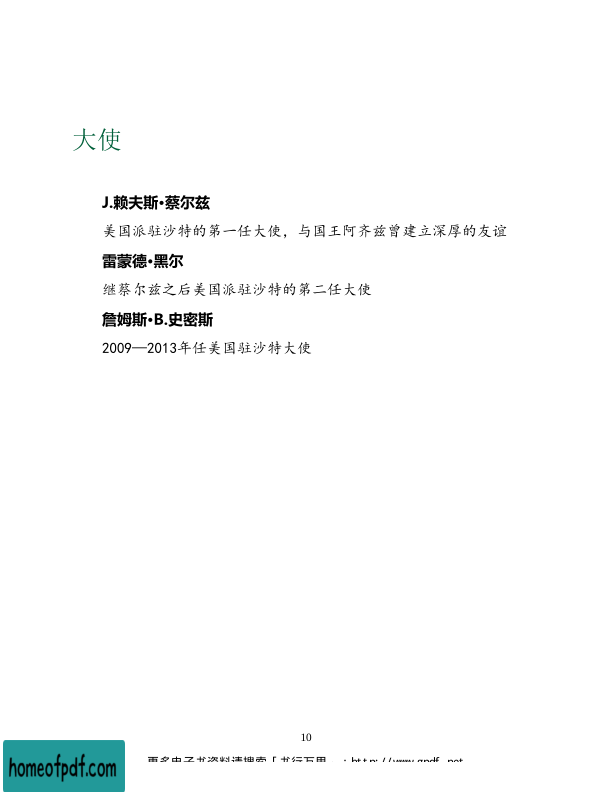 大使
J.赖夫斯•蔡尔兹
美国派驻沙特的第一任大使，与国王阿齐兹曾建立深厚的友谊
雷蒙德•黑尔
继蔡尔兹之后美国派驻沙特的第二任大使
詹姆斯•B.史密斯
2009—2013年任美国驻沙特大使
10
更多电子书资料请搜索「书行万里
homeofpdf.com